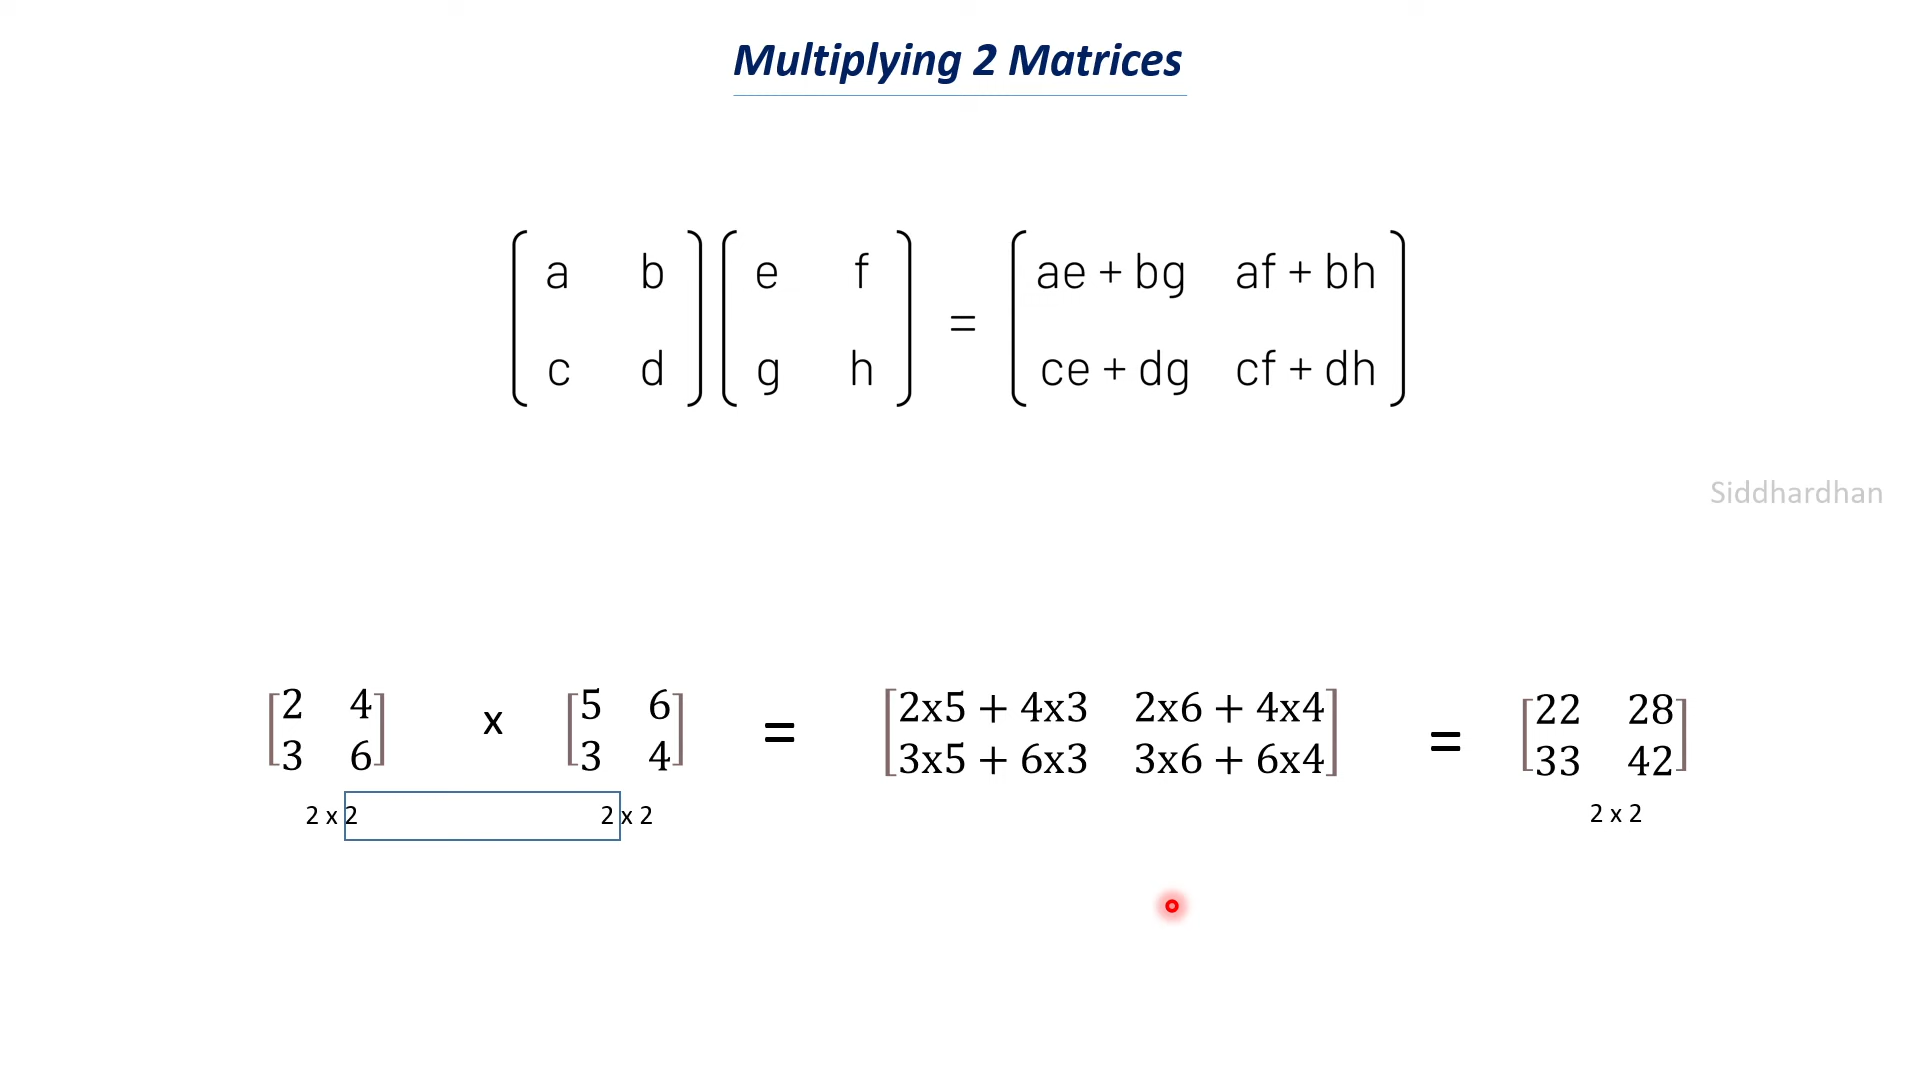 Multiplying 2 Matrices
a b e f ae + bg af + bh
=
c d g h ce + dg cf + dh
Siddhardhan
2 4 5 6 2x5 + 4x3 2x6 + 4x4 22 28
x = =
3 6 3 4 3x5 + 6x3 3x6 + 6x4 33 42
2 x 2 2 x 2 2 x 2